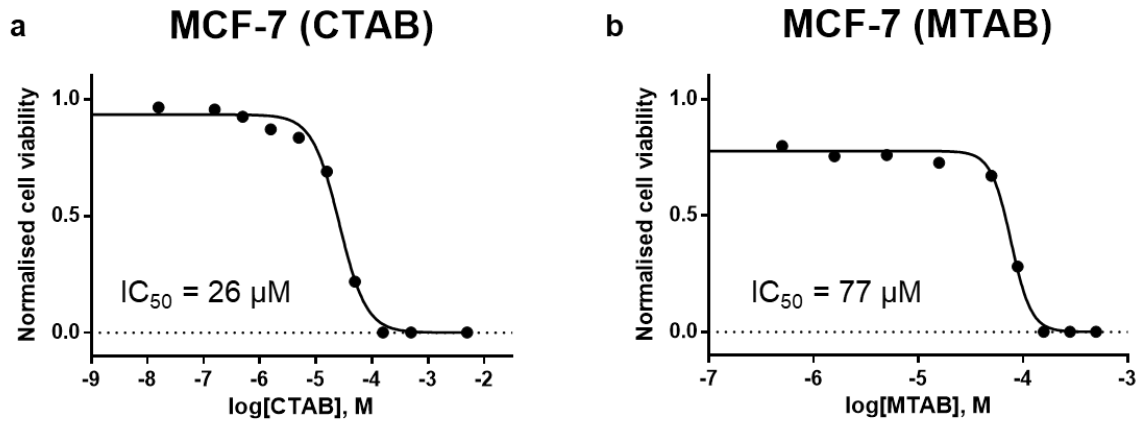 a
MCF-7 (CTAB)
Normalised cell viability
1.0
0.5
0.0
IC50 = 26 μM
-9 -8 -7 -6 -5 -4 -3 -2
log[CTAB], M
b
MCF-7 (MTAB)
Normalised cell viability
1.0
0.5
0.0
IC50 = 77 μM
-7 -6 -5 -4 -3
log[MTAB], M